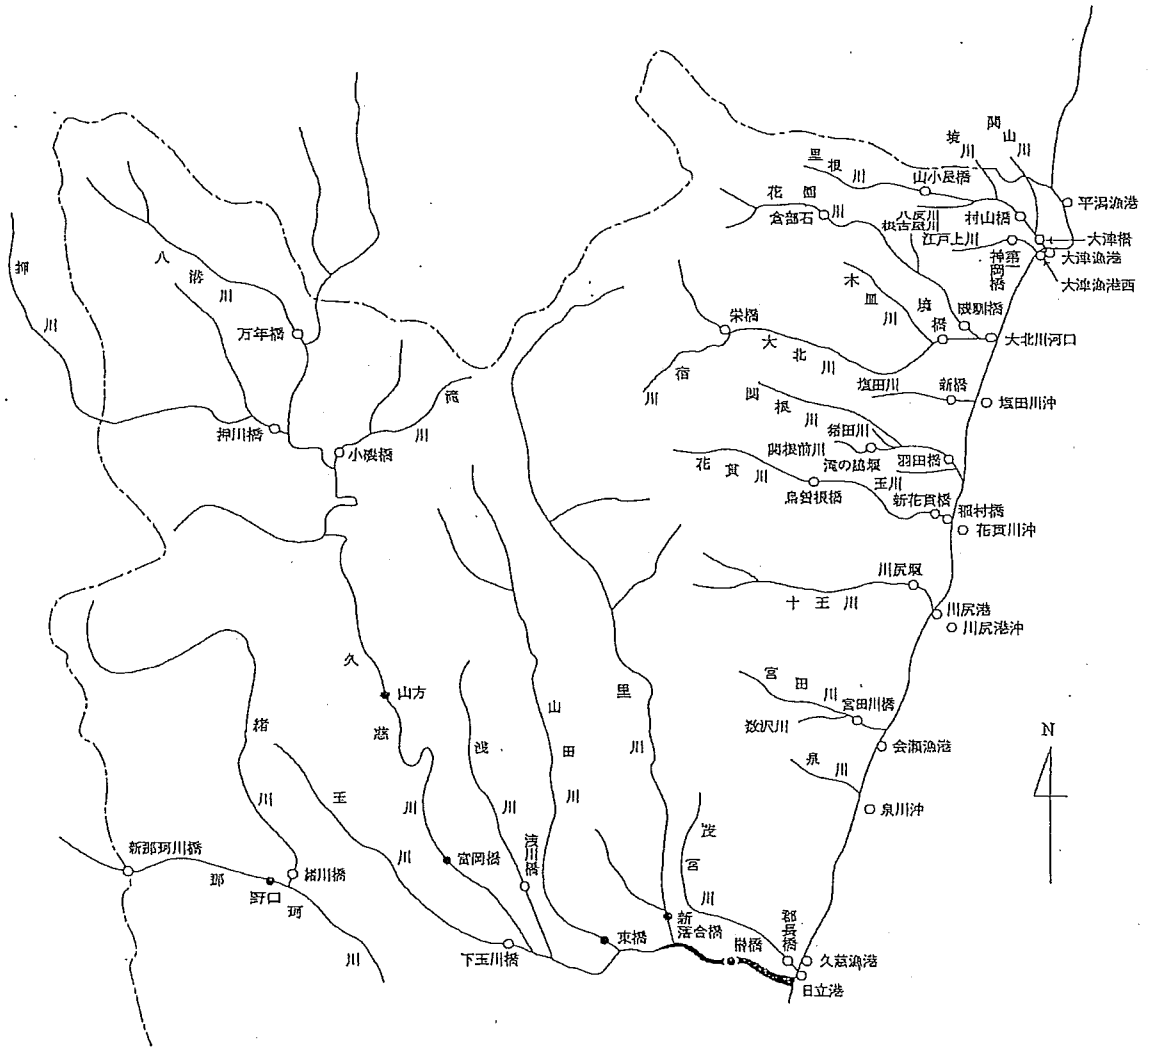 関山川
境川
里根川
山小屋橋
平潟漁港
花園川
倉部石
八反川
根古屋川
村山橋
江戸上川
大津橋
神岡橋
大津漁港
大津漁港西
押川
八溝川
万年橋
木皿川
境橋
磯馴橋
大北川河口
栄橋
大北川
宿川
塩田川
新橋
塩田川沖
滝川
押川橋
小磯橋
関根川
羽田橋
関根前川
滝の脇堰
花貫川
玉川
鳥曽根橋
新花貫橋
花貫川沖
川尻堰
十王川
川尻港
川尻港沖
久慈川
山方
里川
宮田川
宮田川橋
数沢川
会瀬漁港
山田川
浅川
緒川
泉川
泉川沖
玉川
茂宮川
新那珂川橋
那珂川
緒川橋
野口
富岡橋
浅川橋
下玉川橋
東橋
新落合橋
榊橋
郡長橋
久慈漁港
日立港
N